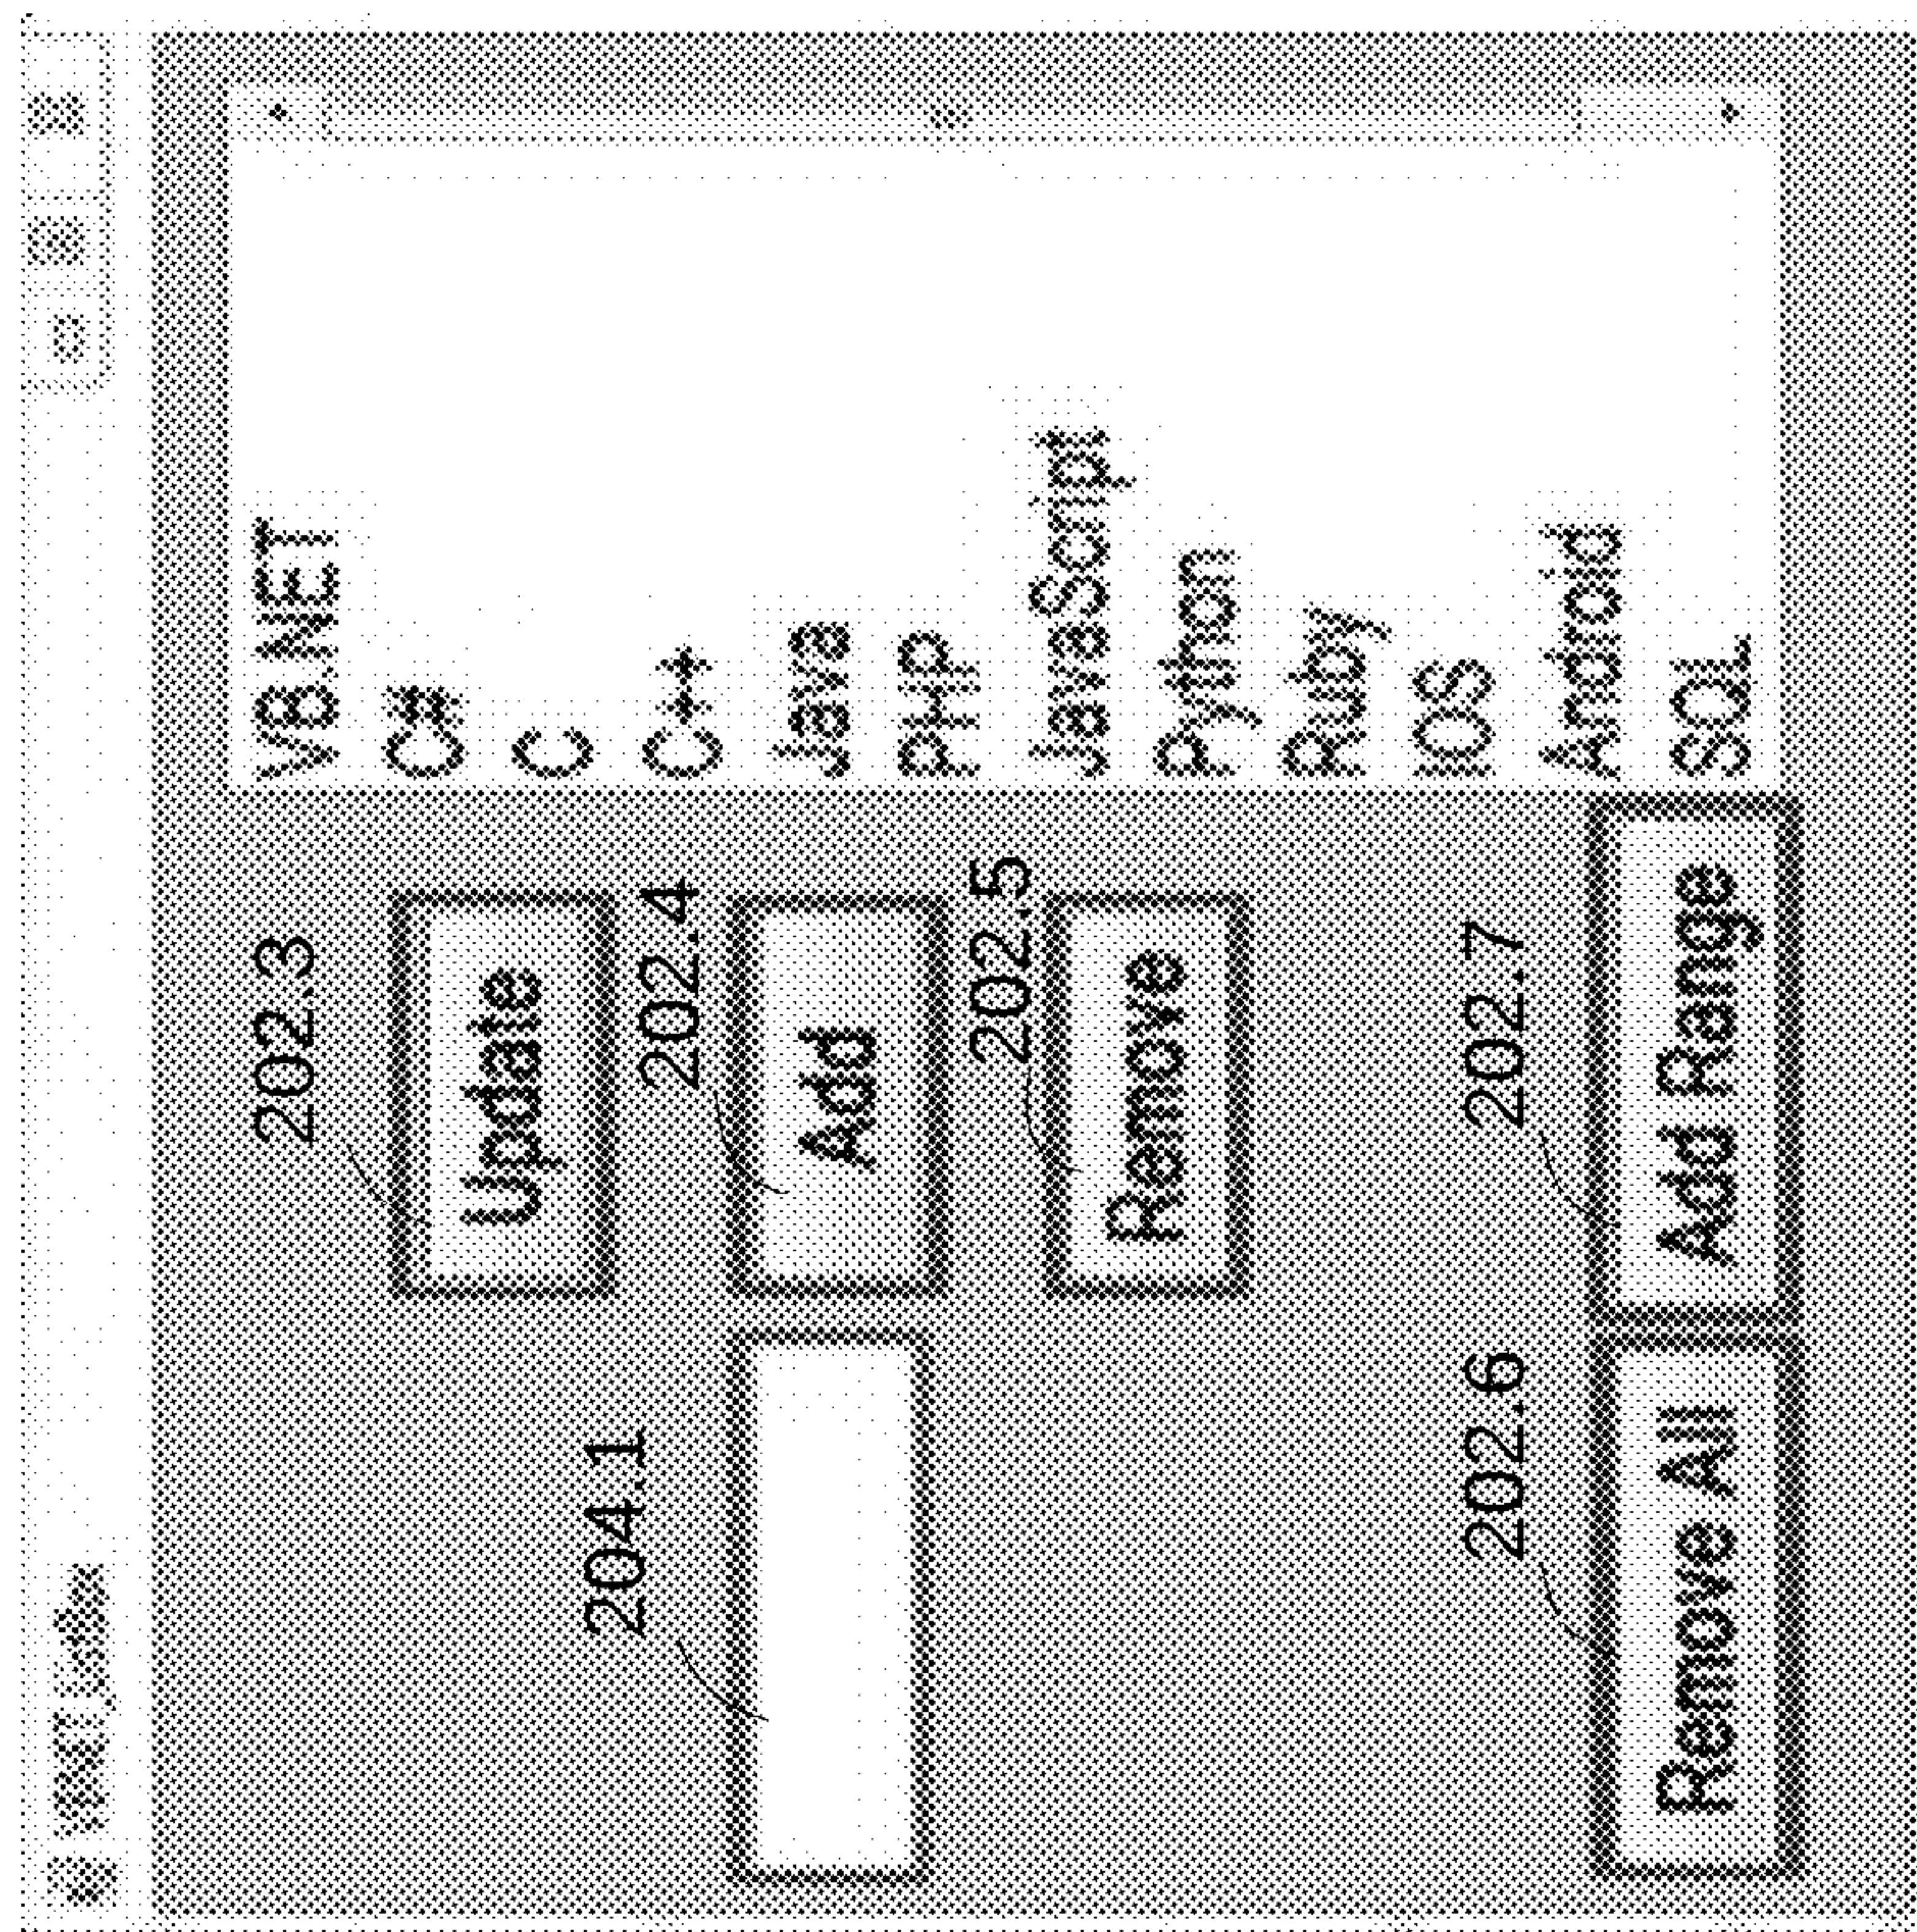 VB.NET
C#
C
C++
Java
PHP
JavaScript
Python
Ruby
iOS
Android
SQL
202.3
Update
202.4
Add
202.5
Remove
204.1
202.6
Remove All
202.7
Add Range